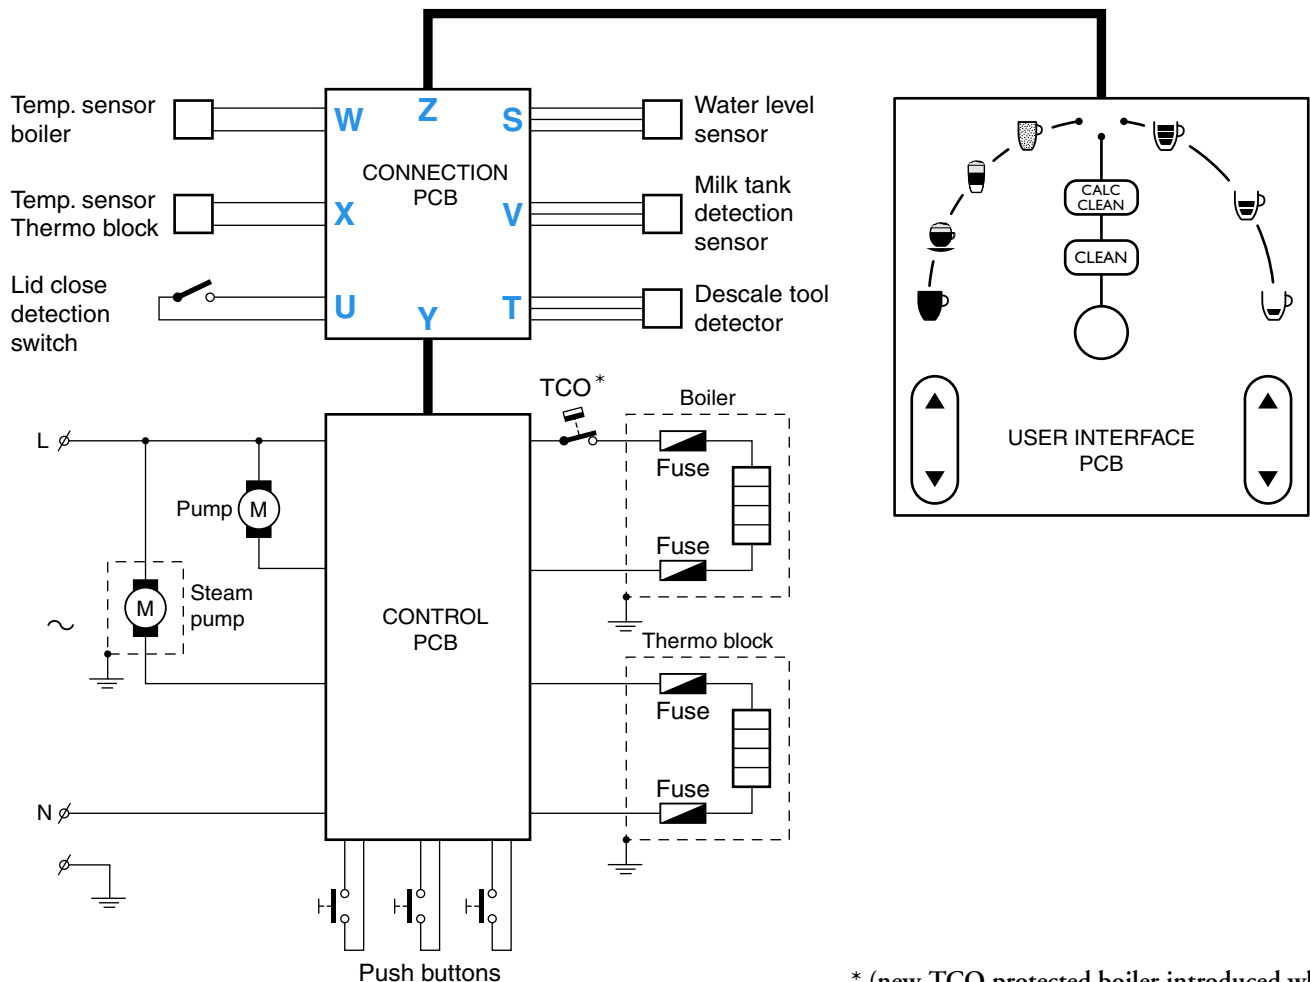 Temp. sensor
boiler
W
Z
S
Water level
sensor
CONNECTION
PCB
Temp. sensor
Thermo block
X
V
Milk tank
detection
sensor
Lid close
detection
switch
U
Y
T
Descale tool
detector
CALC
CLEAN
CLEAN
USER INTERFACE
PCB
TCO *
Boiler
L
Fuse
Pump
M
Fuse
Steam
pump
M
CONTROL
PCB
Thermo block
Fuse
Fuse
N
Push buttons
* (new TCO protected boiler introduced